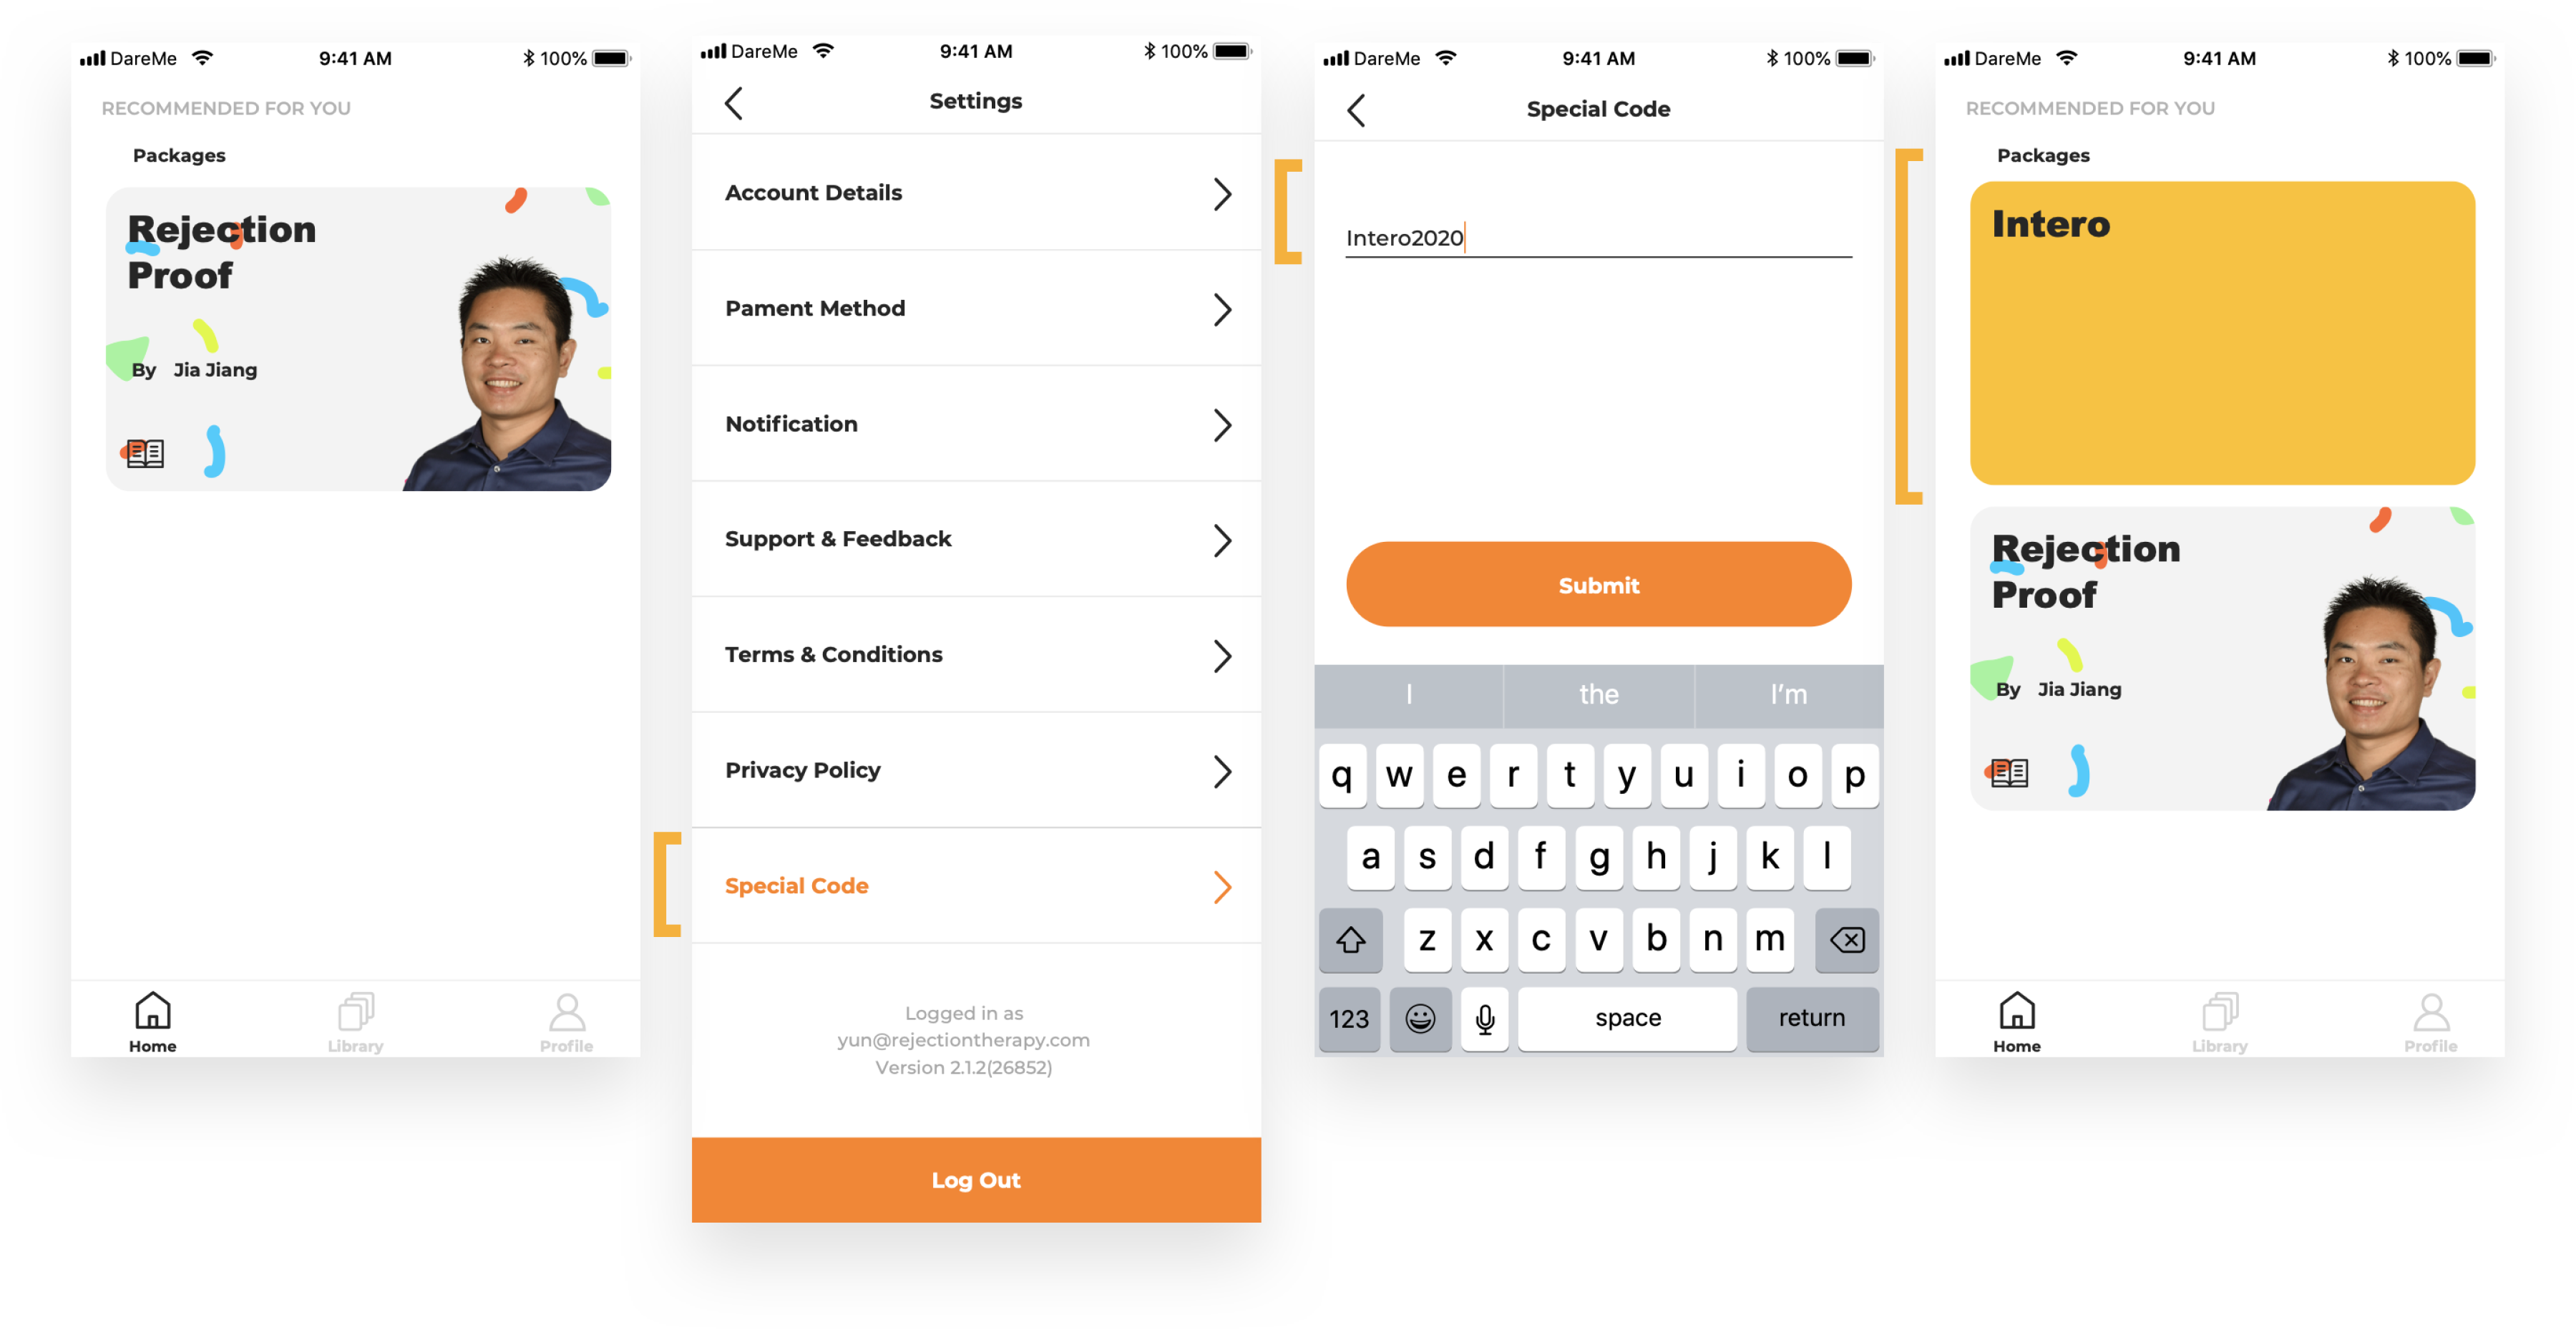 DareMe 9:41 AM 100%
RECOMMENDED FOR YOU
Packages
Rejection
Proof
By Jia Jiang
Home Library Profile
DareMe 9:41 AM 100%
Settings
Account Details
Pament Method
Notification
Support & Feedback
Terms & Conditions
Privacy Policy
Special Code
Logged in as
yun@rejectiontherapy.com
Version 2.1.2(26852)
Log Out
DareMe 9:41 AM 100%
Special Code
Intero2020
Submit
I the I’m
q w e r t y u i o p
a s d f g h j k l
z x c v b n m
123 space return
DareMe 9:41 AM 100%
RECOMMENDED FOR YOU
Packages
Intero
Rejection
Proof
By Jia Jiang
Home Library Profile